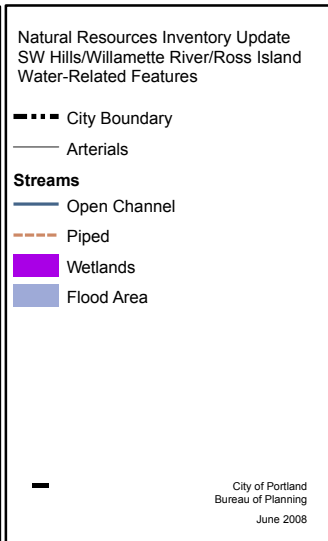 Natural Resources Inventory Update
SW Hills/Willamette River/Ross Island
Water-Related Features
City Boundary
Arterials
Streams
Open Channel
Piped
Wetlands
Flood Area
City of Portland
Bureau of Planning
June 2008